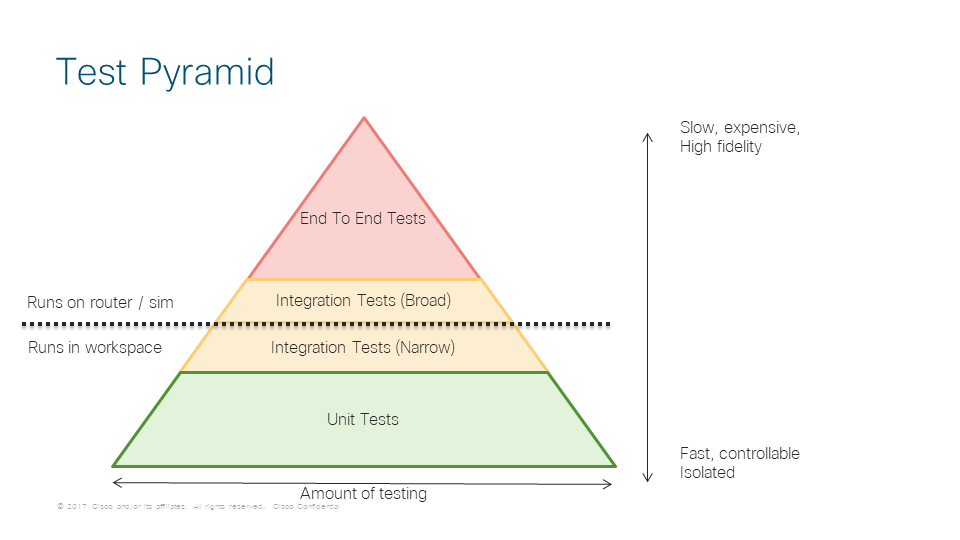 Test Pyramid
Slow, expensive,
High fidelity
End To End Tests
Runs on router / sim
Integration Tests (Broad)
Runs in workspace
Integration Tests (Narrow)
Unit Tests
Fast, controllable
Isolated
Amount of testing
© 2017 Cisco and/or its affiliates. All rights reserved. Cisco Confidential